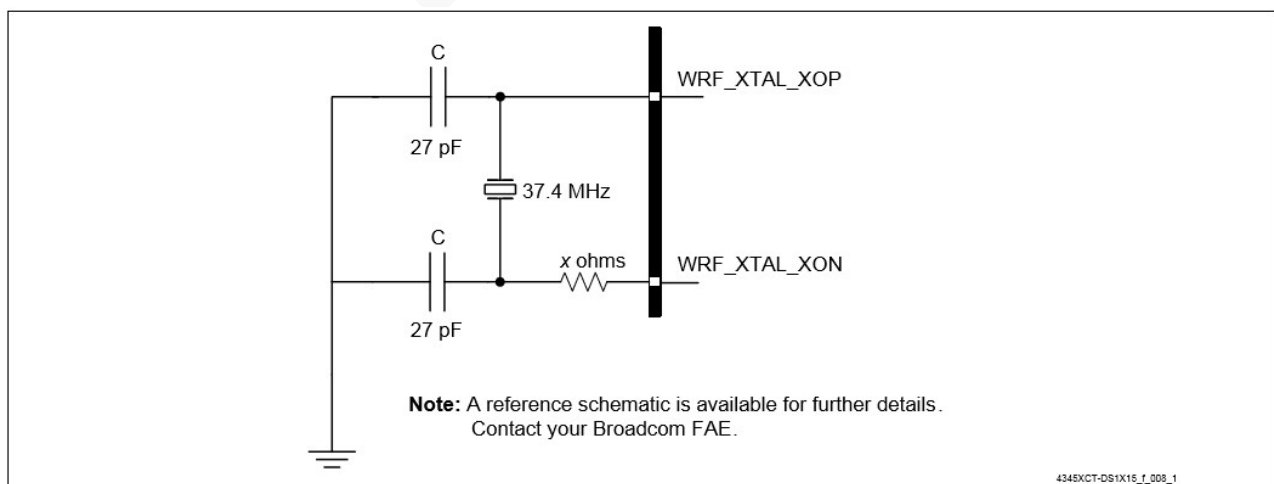 C
WRF_XTAL_XOP
27 pF
37.4 MHz
C
x ohms
WRF_XTAL_XON
27 pF
Note: A reference schematic is available for further details.
Contact your Broadcom FAE.
4345XCT-DS1X15_f_008_1